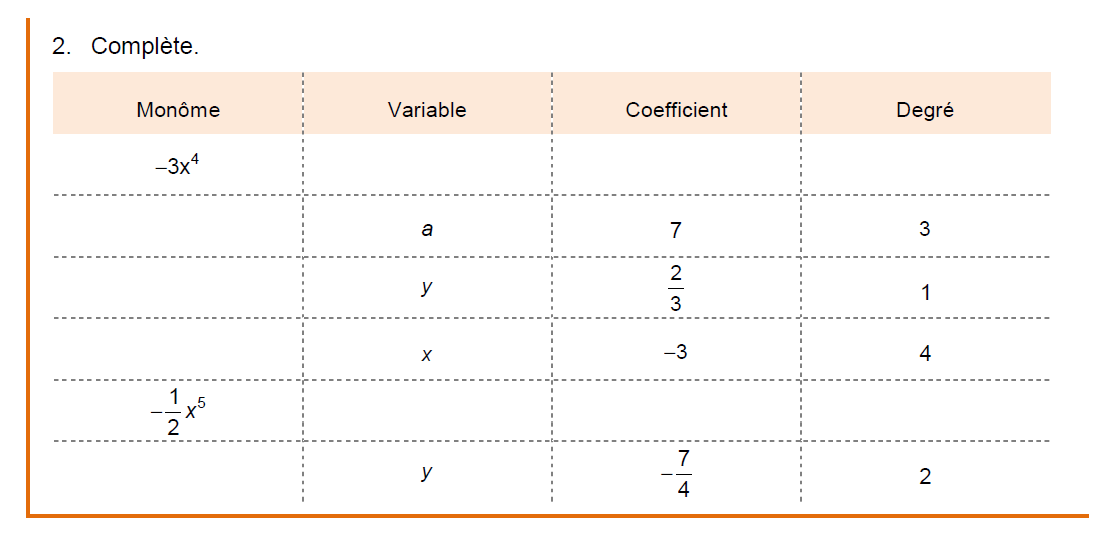 2. Complète.
Monôme Variable Coefficient Degré
–3x⁴
a 7 3
y 2/3 1
x –3 4
–1/2 x⁵
y –7/4 2